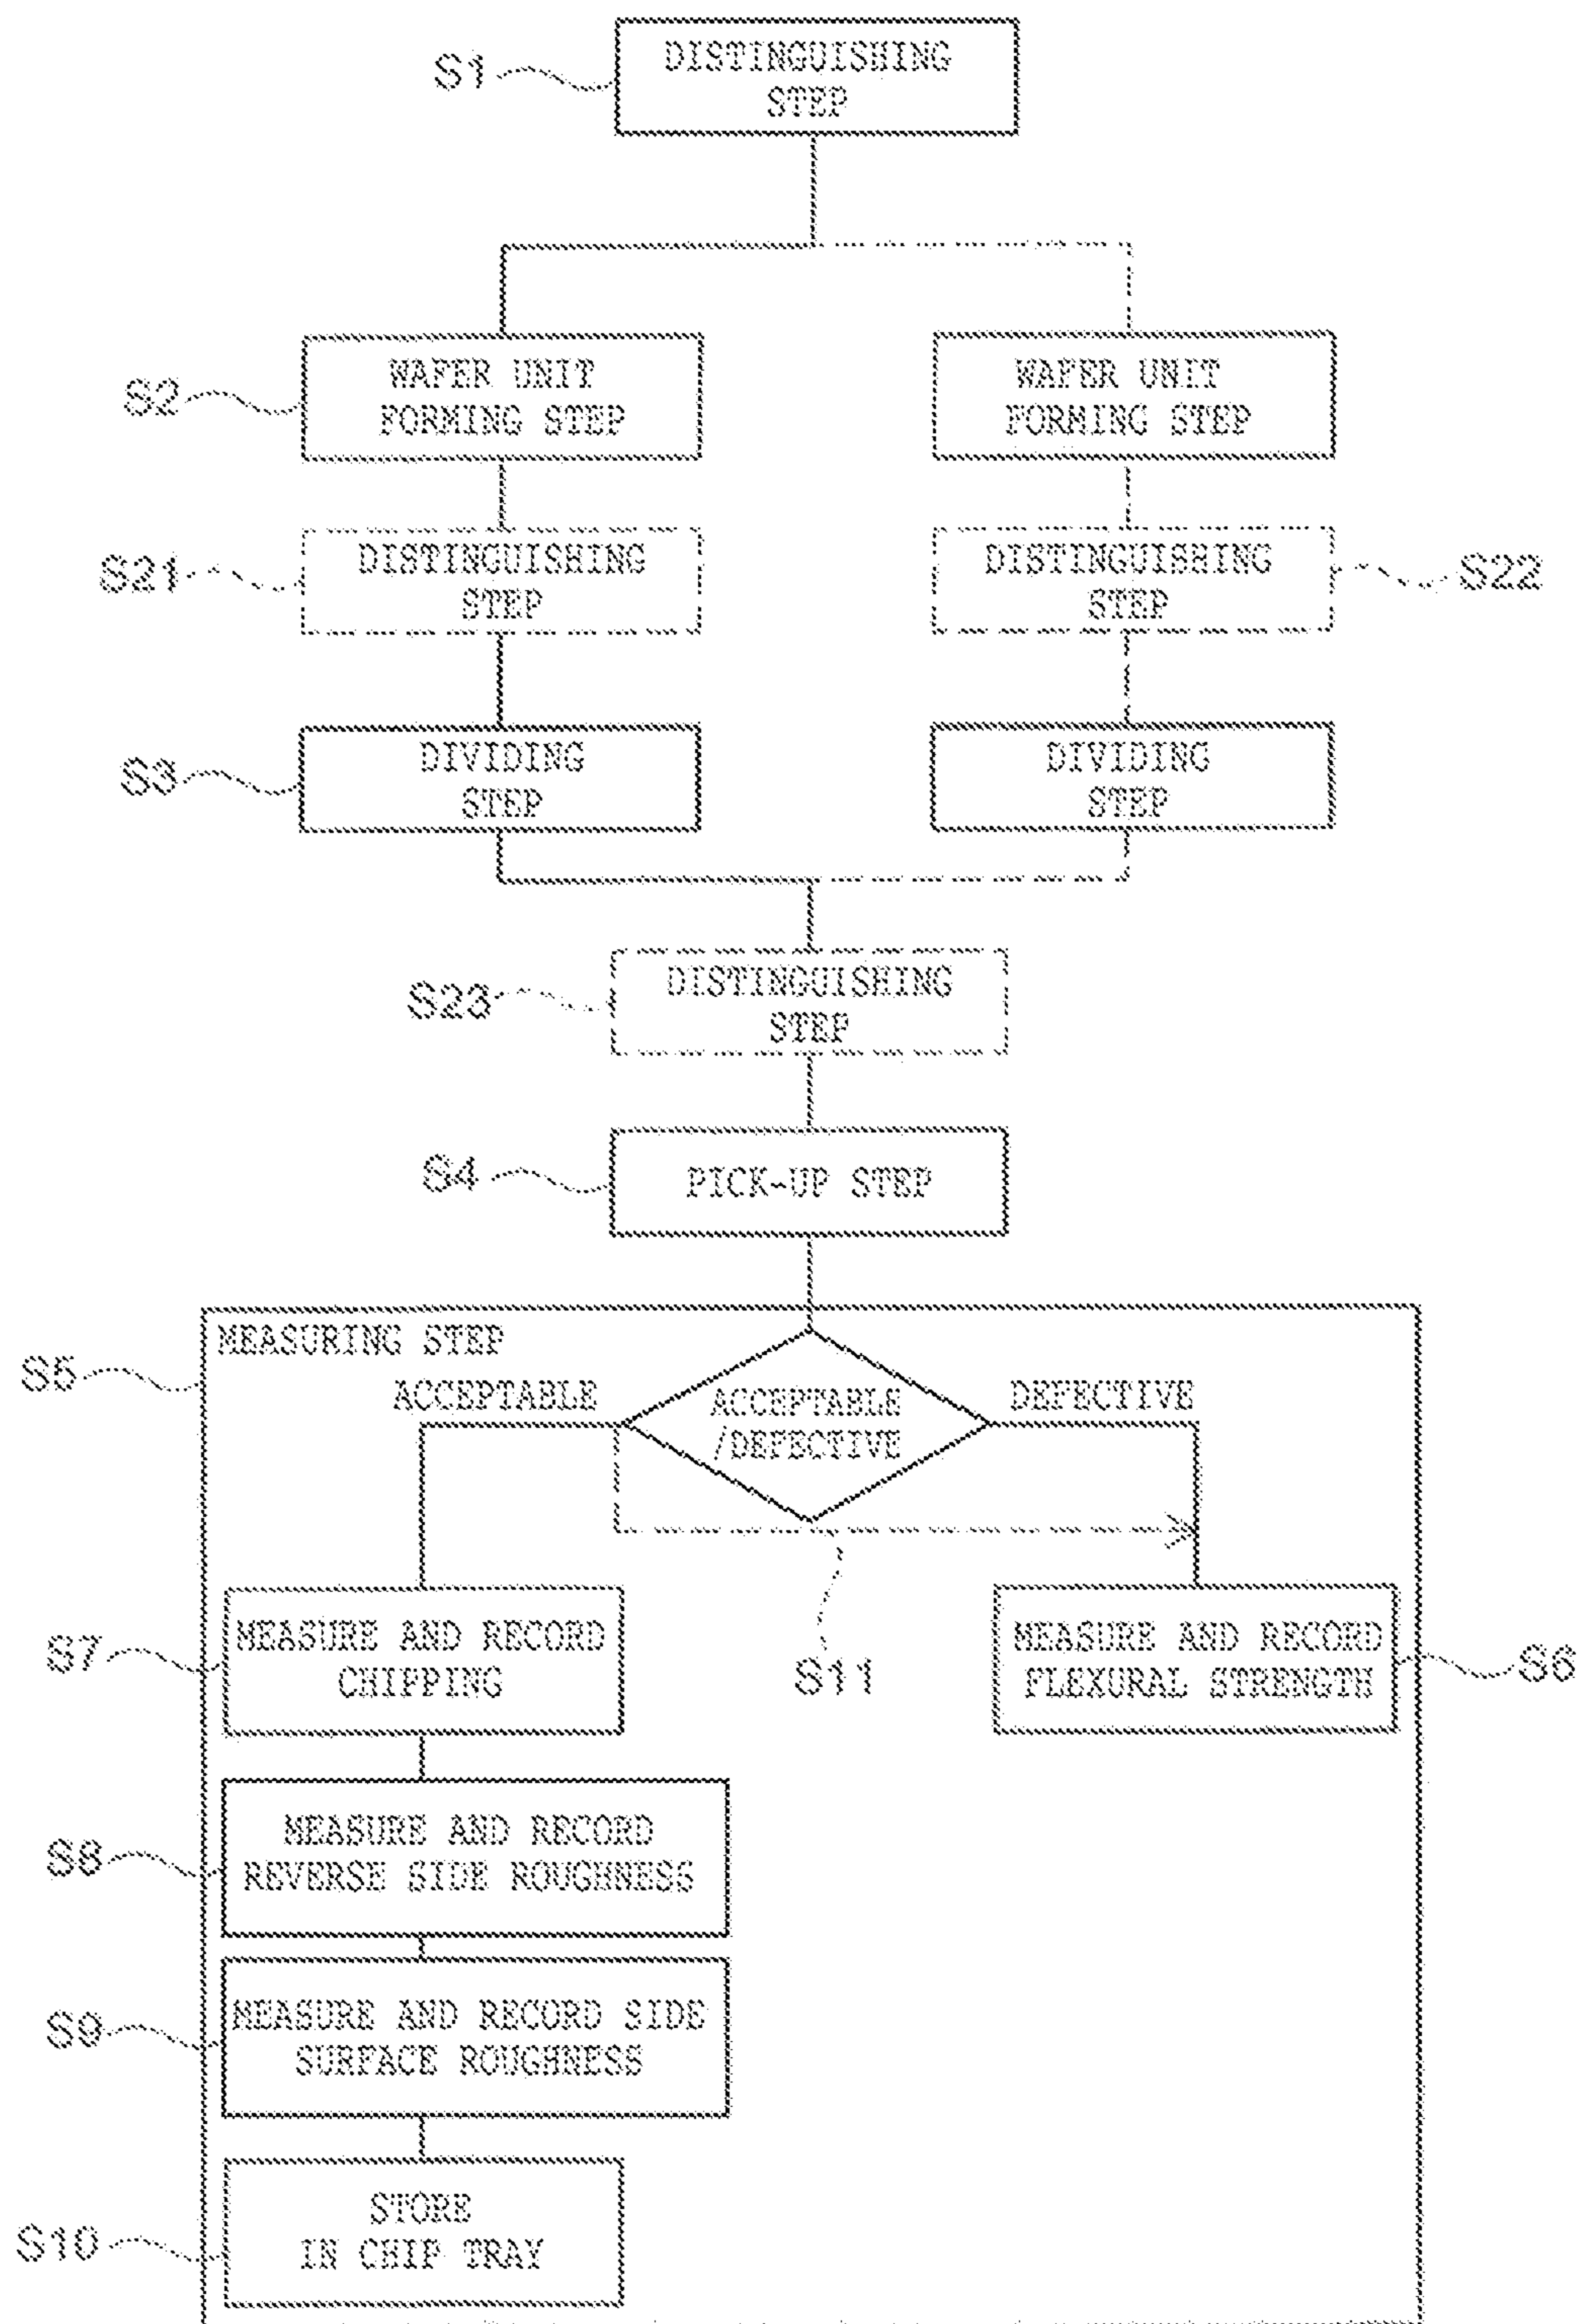 S1
DISTINGUISHING
STEP
S2
WAFER UNIT
FORMING STEP
WAFER UNIT
FORMING STEP
S21
DISTINGUISHING
STEP
DISTINGUISHING
STEP
S22
S3
DIVIDING
STEP
DIVIDING
STEP
S23
DISTINGUISHING
STEP
S4
PICK-UP STEP
S5
MEASURING STEP
ACCEPTABLE
ACCEPTABLE
/DEFECTIVE
DEFECTIVE
S11
S7
MEASURE AND RECORD
CHIPPING
MEASURE AND RECORD
FLEXURAL STRENGTH
S6
S8
MEASURE AND RECORD
REVERSE SIDE ROUGHNESS
S9
MEASURE AND RECORD SIDE
SURFACE ROUGHNESS
S10
STORE
IN CHIP TRAY